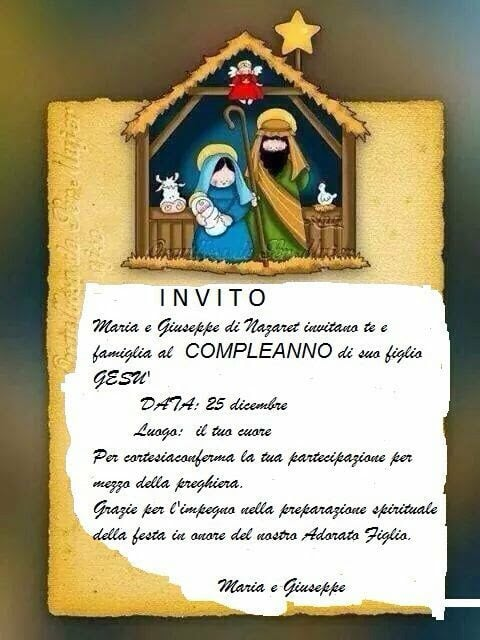 INVITO
Maria e Giuseppe di Nazaret invitano te e
famiglia al COMPLEANNO di suo figlio
GESU'
DATA: 25 dicembre
Luogo: il tuo cuore
Per cortesiaconferma la tua partecipazione per
mezzo della preghiera.
Grazie per l'impegno nella preparazione spirituale
della festa in onore del nostro Adorato Figlio.
Maria e Giuseppe